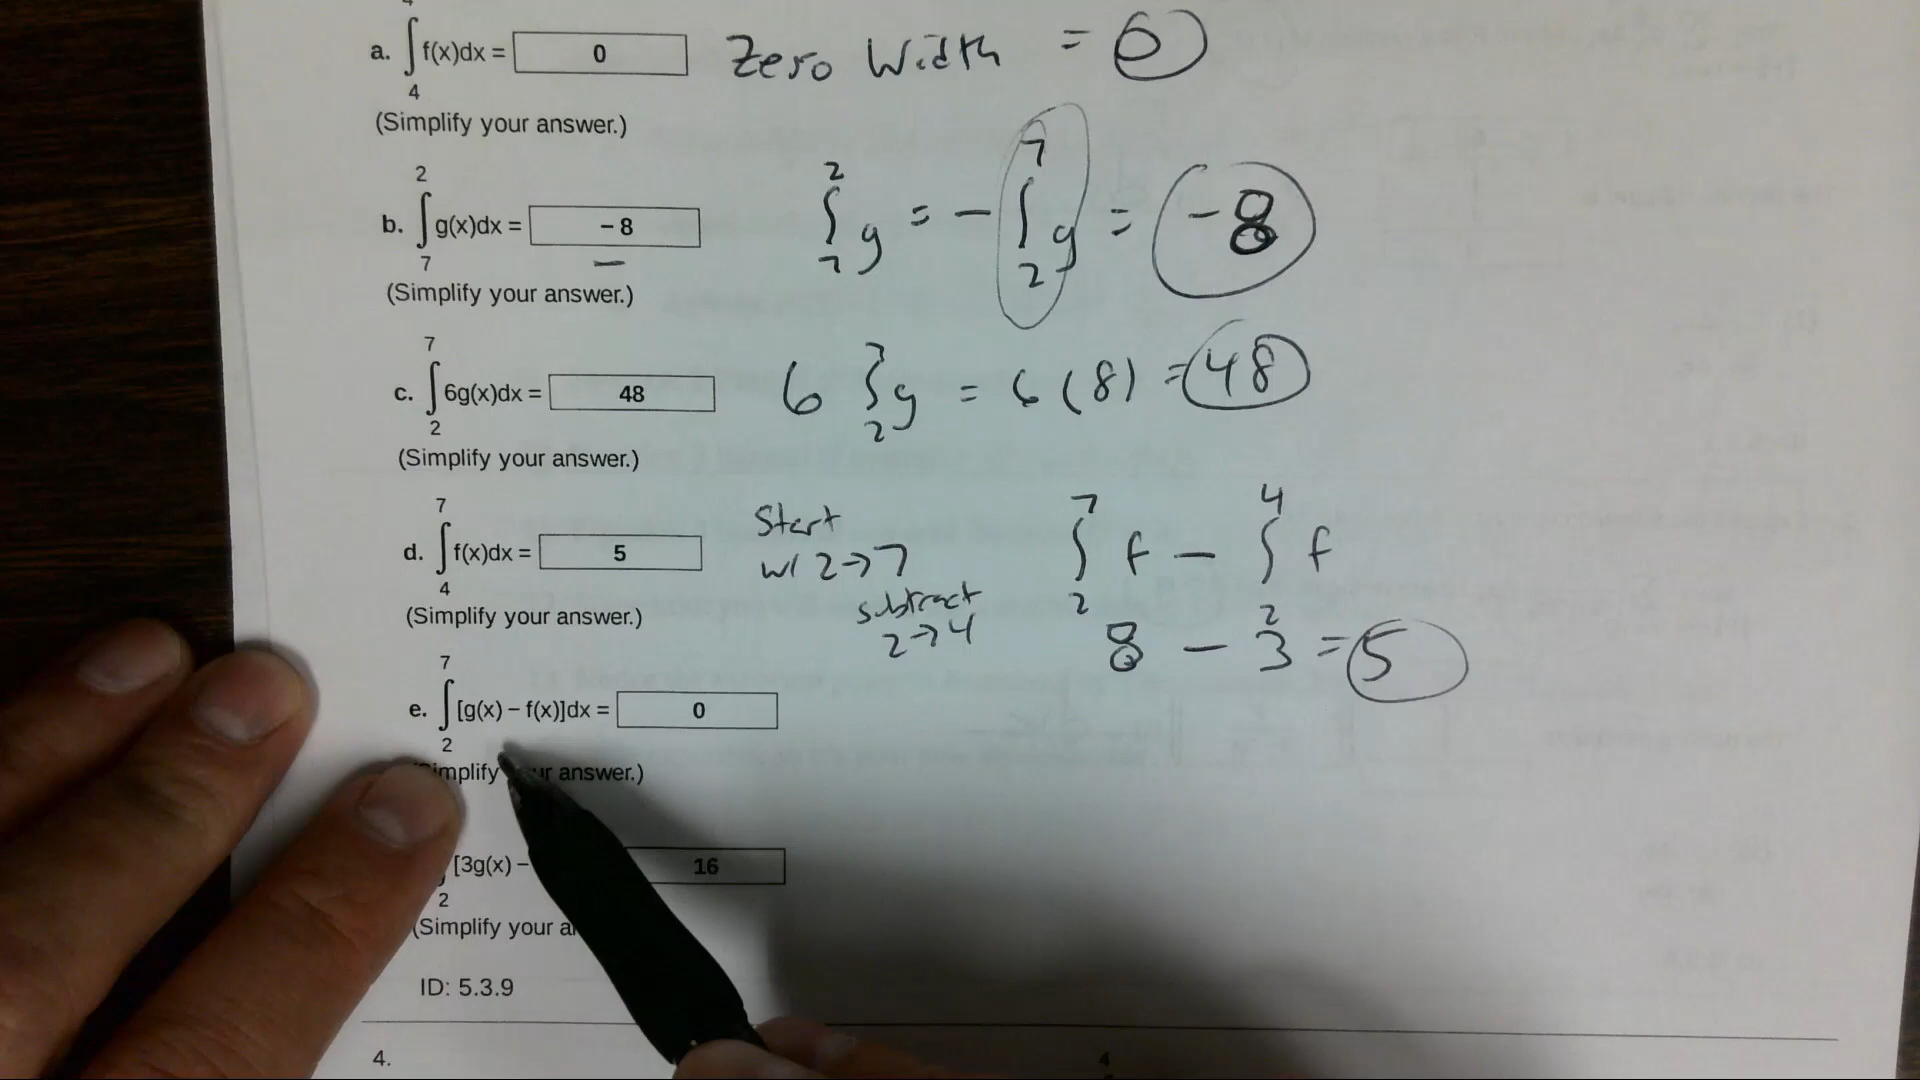 a. ∫ f(x)dx = 0 Zero Width = 0
4
(Simplify your answer.)
2
b. ∫ g(x)dx = – 8
7
(Simplify your answer.)
2 7
∫ g = – ∫ g = – 8
7 2
7
c. ∫ 6g(x)dx = 48
2
(Simplify your answer.)
7
6 ∫ g = 6 (8) = 48
2
7
d. ∫ f(x)dx = 5
4
(Simplify your answer.)
Start
w/ 2→7
subtract
2→4
7 4
∫ f – ∫ f
2 2
8 – 3 = 5
7
e. ∫ [g(x) – f(x)]dx = 0
2
answer.)
[3g(x) – 16
2
(Simplify your
ID: 5.3.9
4. 4